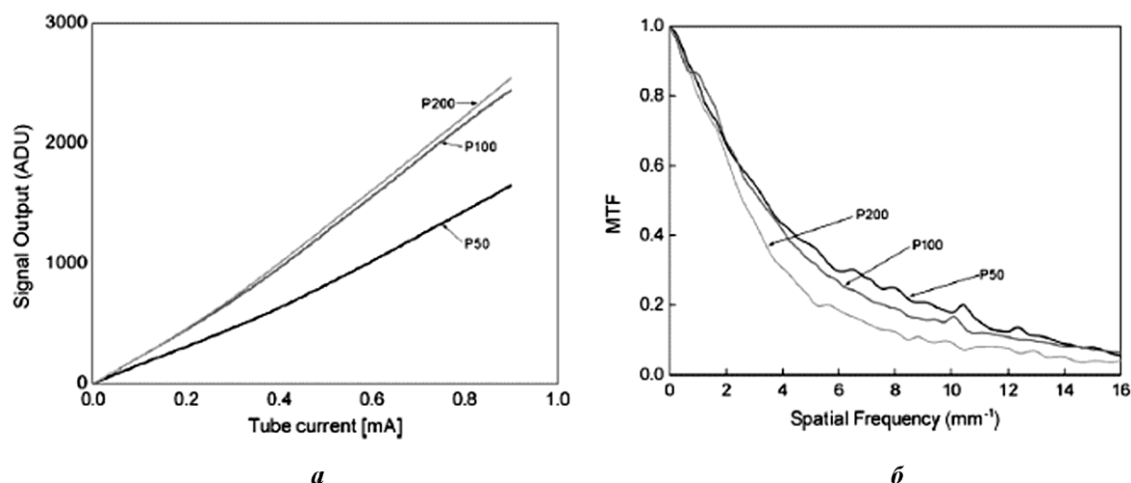 3000
2000
1000
0
0.0 0.2 0.4 0.6 0.8 1.0
Signal Output (ADU)
Tube current [mA]
P200
P100
P50
а
1.0
0.8
0.6
0.4
0.2
0.0
0 2 4 6 8 10 12 14 16
MTF
Spatial Frequency (mm⁻¹)
P200
P100
P50
б